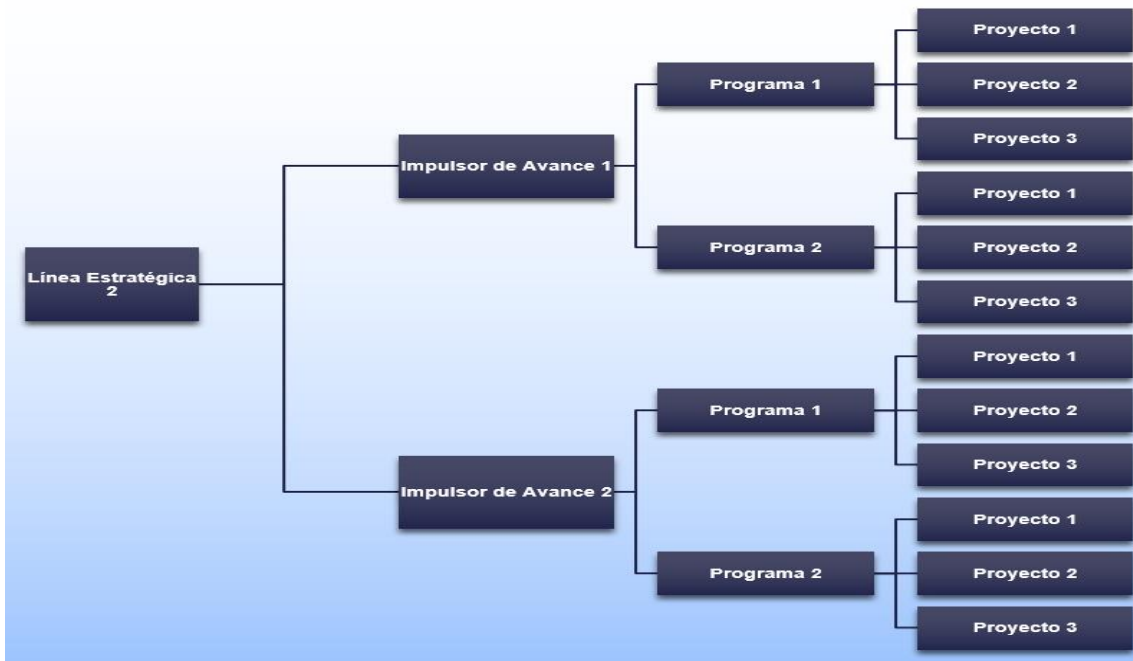 Línea Estratégica
2
Impulsor de Avance 1
Programa 1
Proyecto 1
Proyecto 2
Proyecto 3
Programa 2
Proyecto 1
Proyecto 2
Proyecto 3
Impulsor de Avance 2
Programa 1
Proyecto 1
Proyecto 2
Proyecto 3
Programa 2
Proyecto 1
Proyecto 2
Proyecto 3